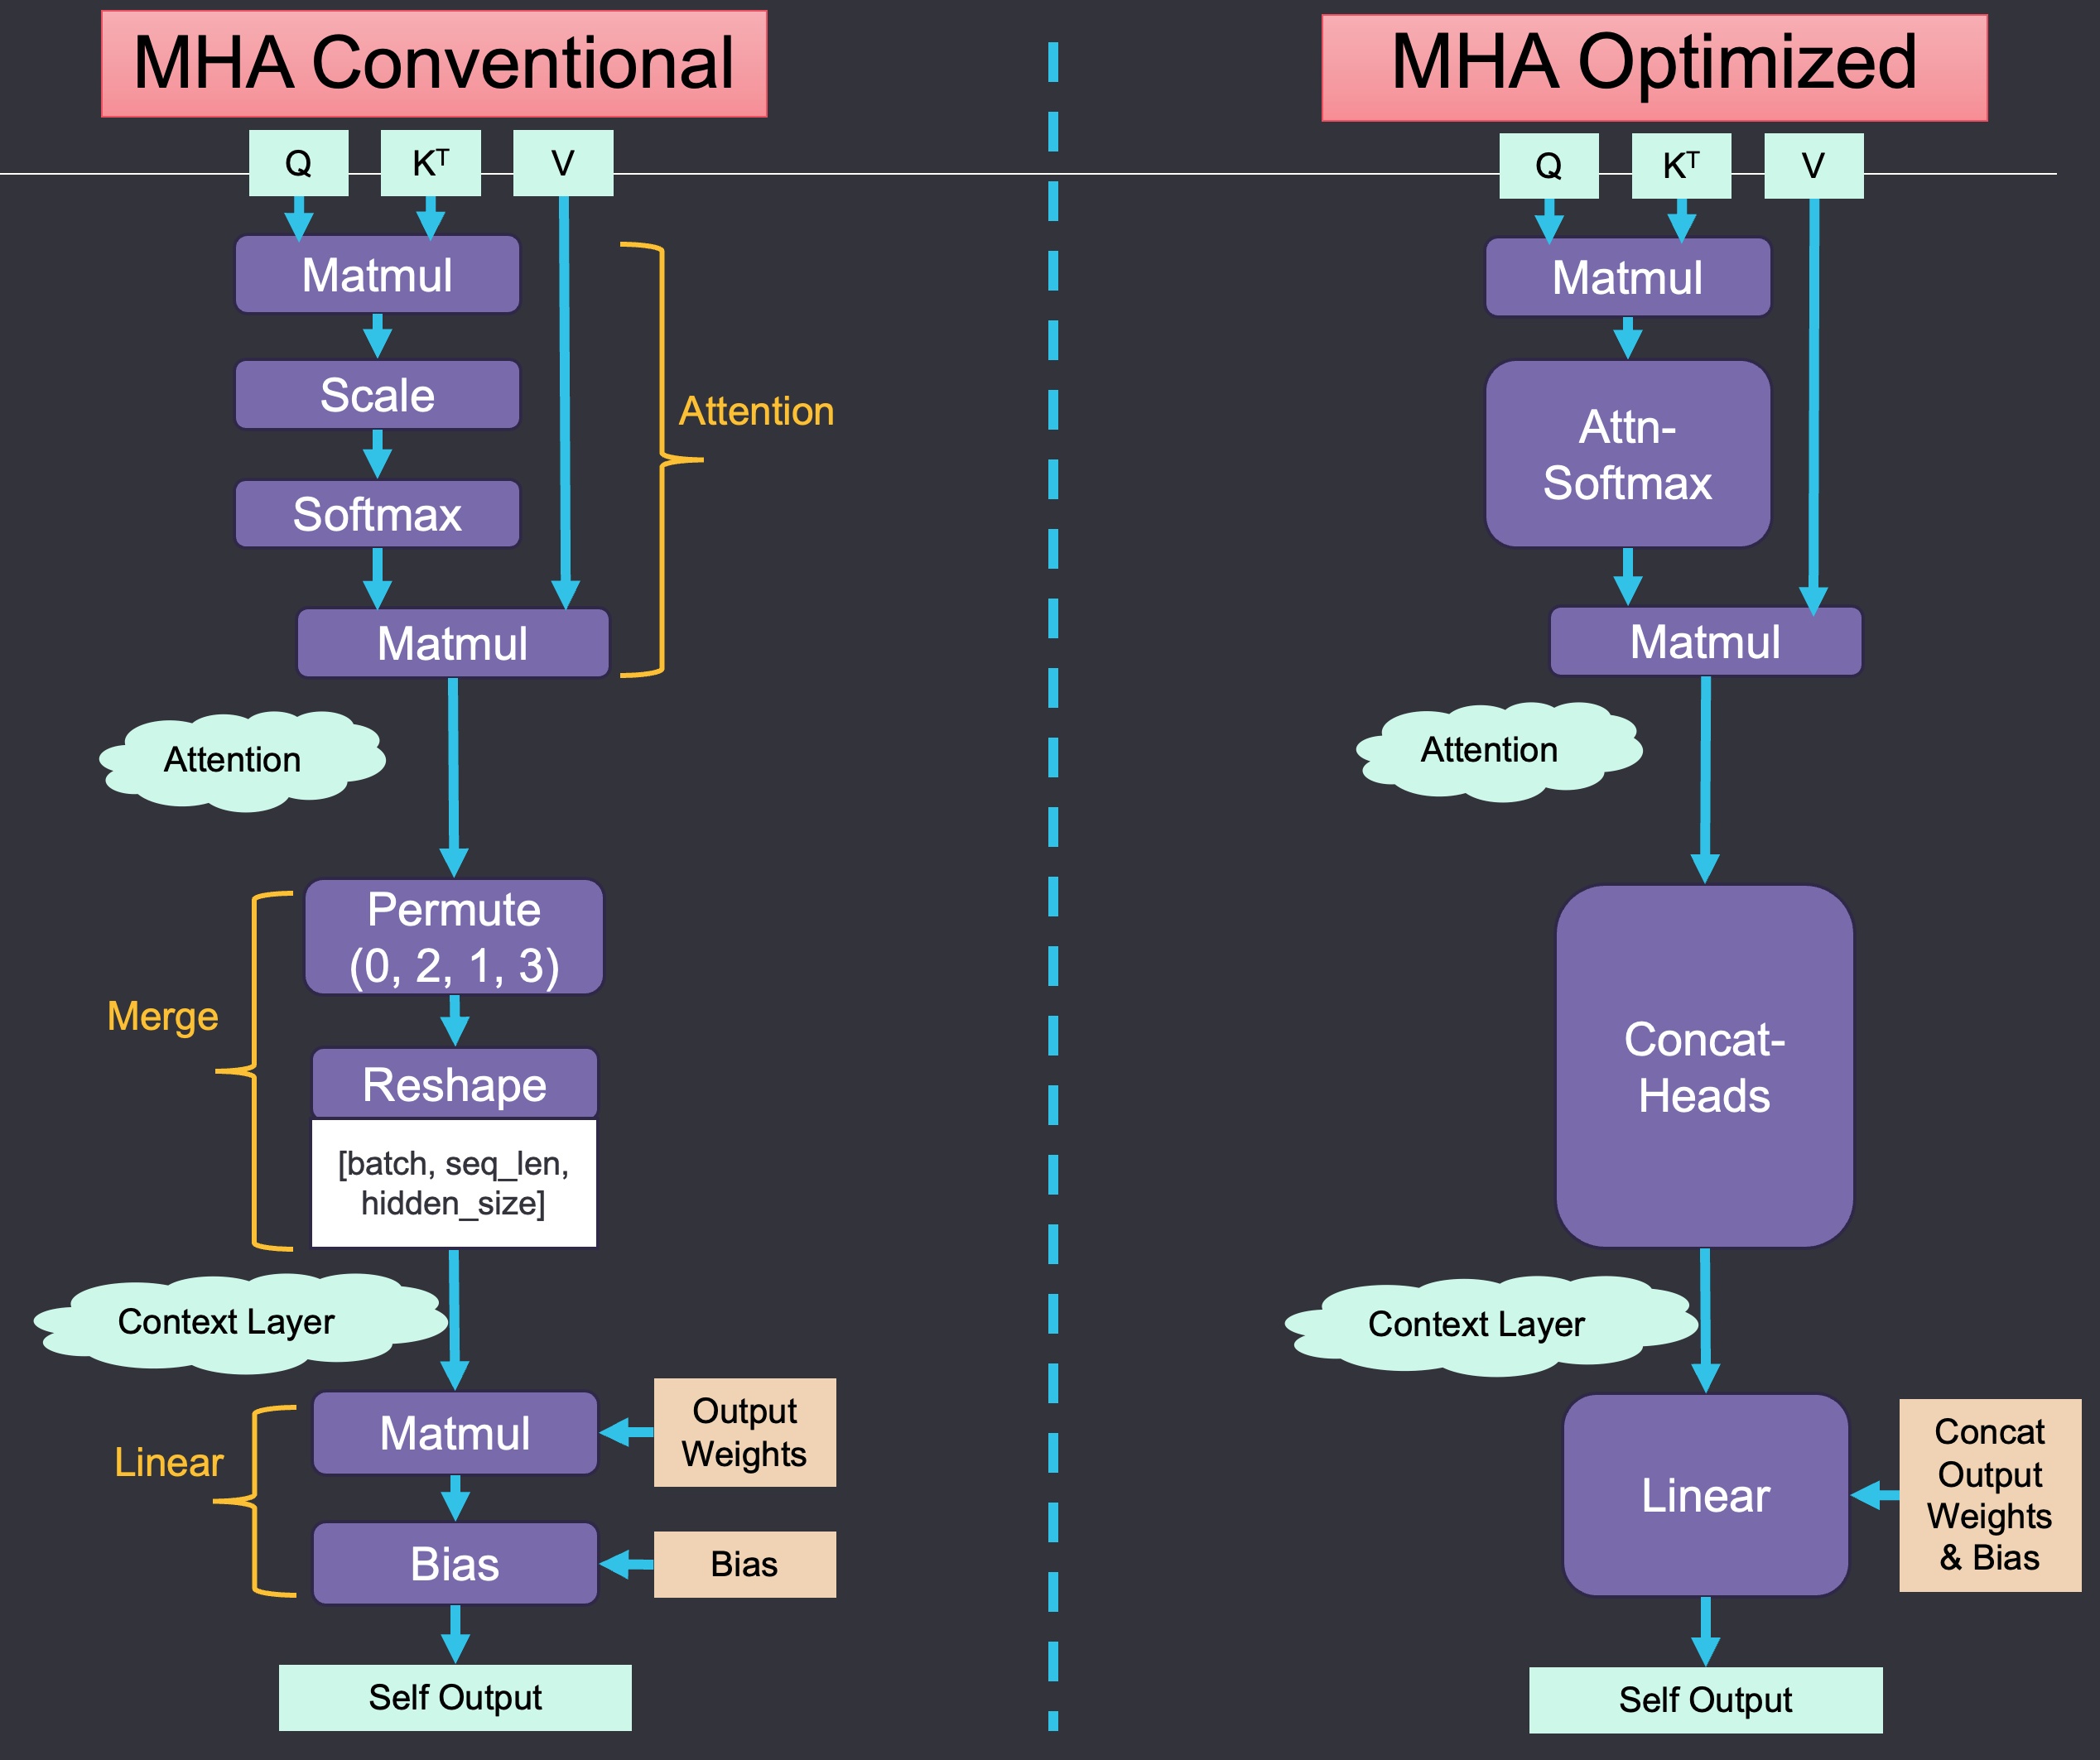 MHA Conventional
Q
Kᵀ
V
Matmul
Scale
Softmax
Matmul
Attention
Attention
Permute
(0, 2, 1, 3)
Merge
Reshape
[batch, seq_len,
hidden_size]
Context Layer
Linear
Matmul
Output
Weights
Bias
Bias
Self Output
MHA Optimized
Q
Kᵀ
V
Matmul
Attn-
Softmax
Matmul
Attention
Concat-
Heads
Context Layer
Linear
Concat
Output
Weights
& Bias
Self Output